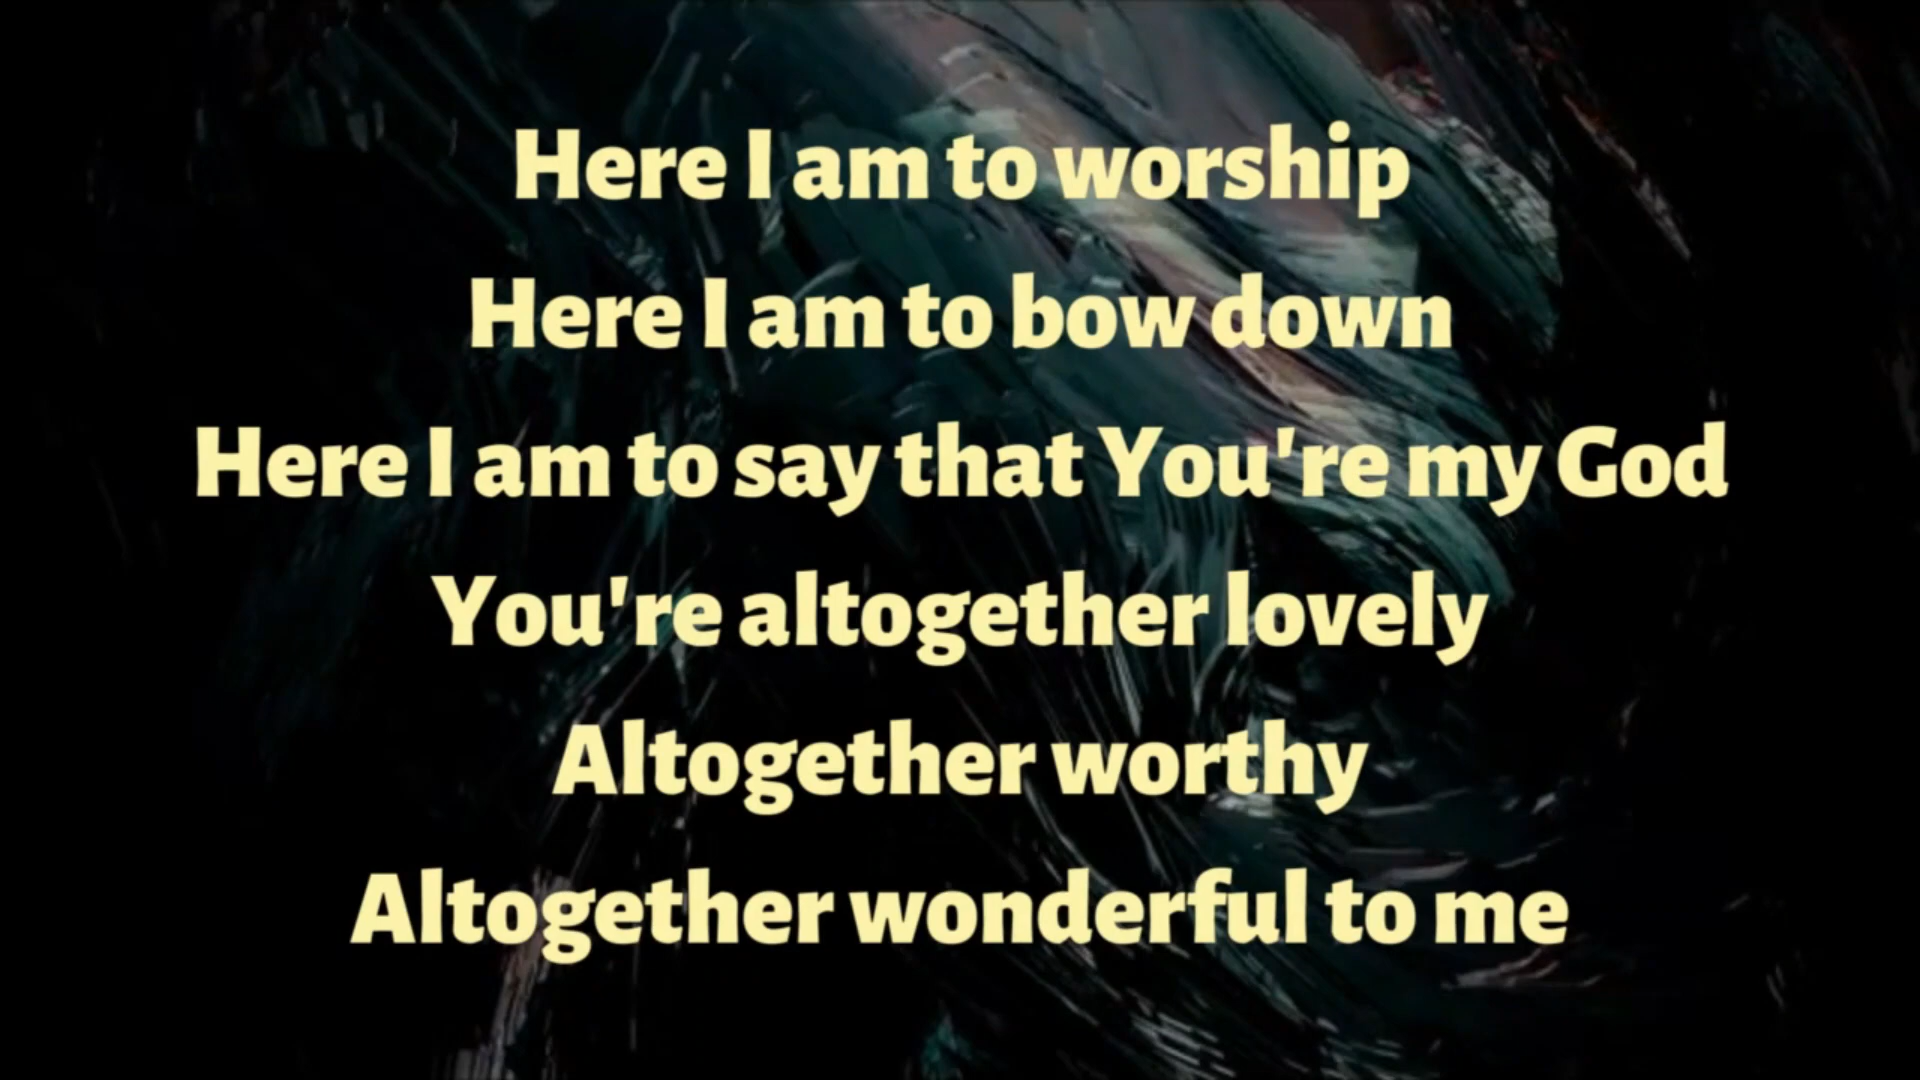 Here I am to worship
Here I am to bow down
Here I am to say that You're my God
You're altogether lovely
Altogether worthy
Altogether wonderful to me